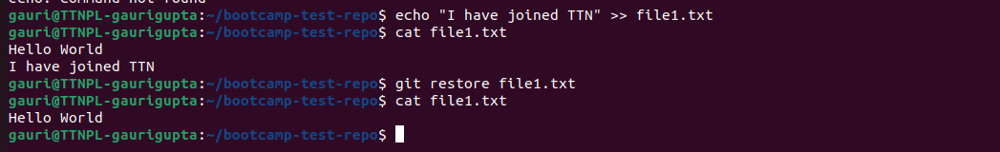 echo: command not found
gauri@TTNPL-gaurigupta:~/bootcamp-test-repo$ echo "I have joined TTN" >> file1.txt
gauri@TTNPL-gaurigupta:~/bootcamp-test-repo$ cat file1.txt
Hello World
I have joined TTN
gauri@TTNPL-gaurigupta:~/bootcamp-test-repo$ git restore file1.txt
gauri@TTNPL-gaurigupta:~/bootcamp-test-repo$ cat file1.txt
Hello World
gauri@TTNPL-gaurigupta:~/bootcamp-test-repo$